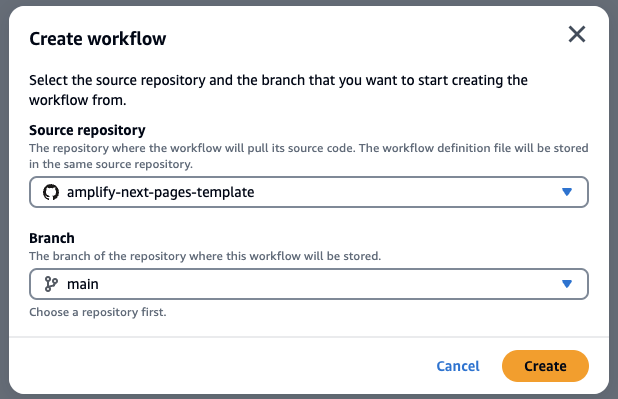 Create workflow
Select the source repository and the branch that you want to start creating the
workflow from.
Source repository
The repository where the workflow will pull its source code. The workflow definition file will be stored
in the same source repository.
amplify-next-pages-template
Branch
The branch of the repository where this workflow will be stored.
main
Choose a repository first.
Cancel
Create